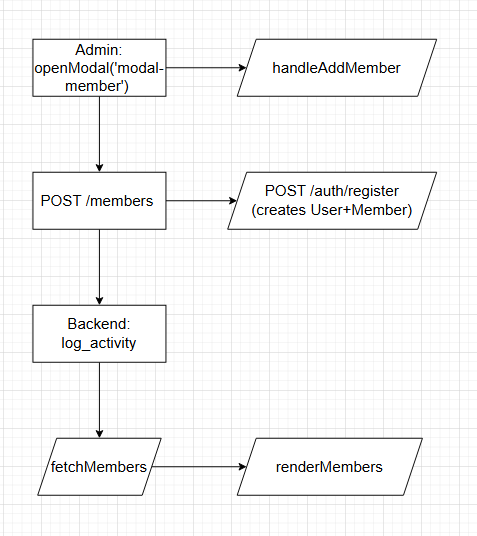 Admin:
openModal('modal-
member')
handleAddMember
POST /members
POST /auth/register
(creates User+Member)
Backend:
log_activity
fetchMembers
renderMembers